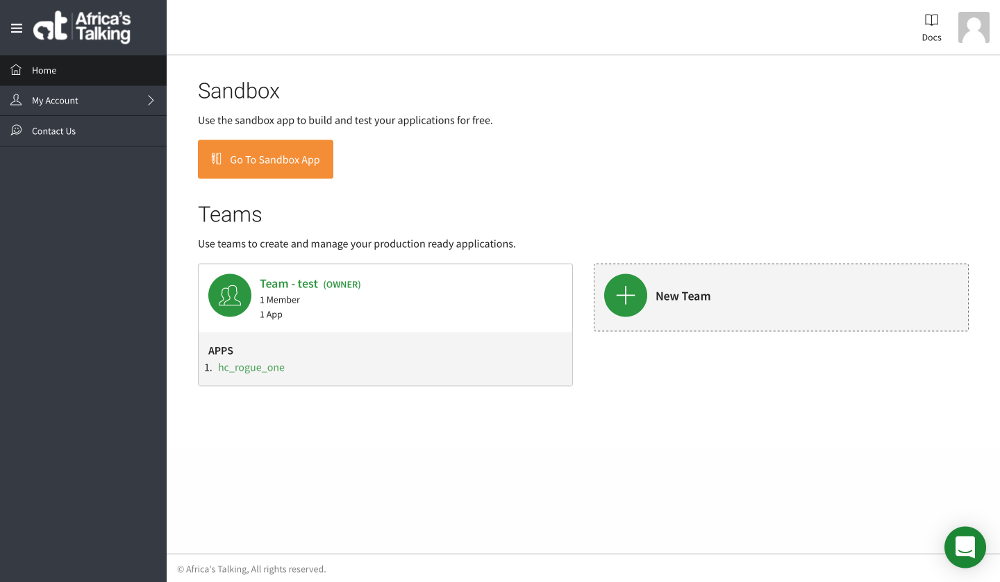 at Africa's Talking
Docs
Home
My Account
Contact Us
Sandbox
Use the sandbox app to build and test your applications for free.
Go To Sandbox App
Teams
Use teams to create and manage your production ready applications.
Team - test (OWNER)
1 Member
1 App
APPS
1. hc_rogue_one
New Team
© Africa's Talking, All rights reserved.